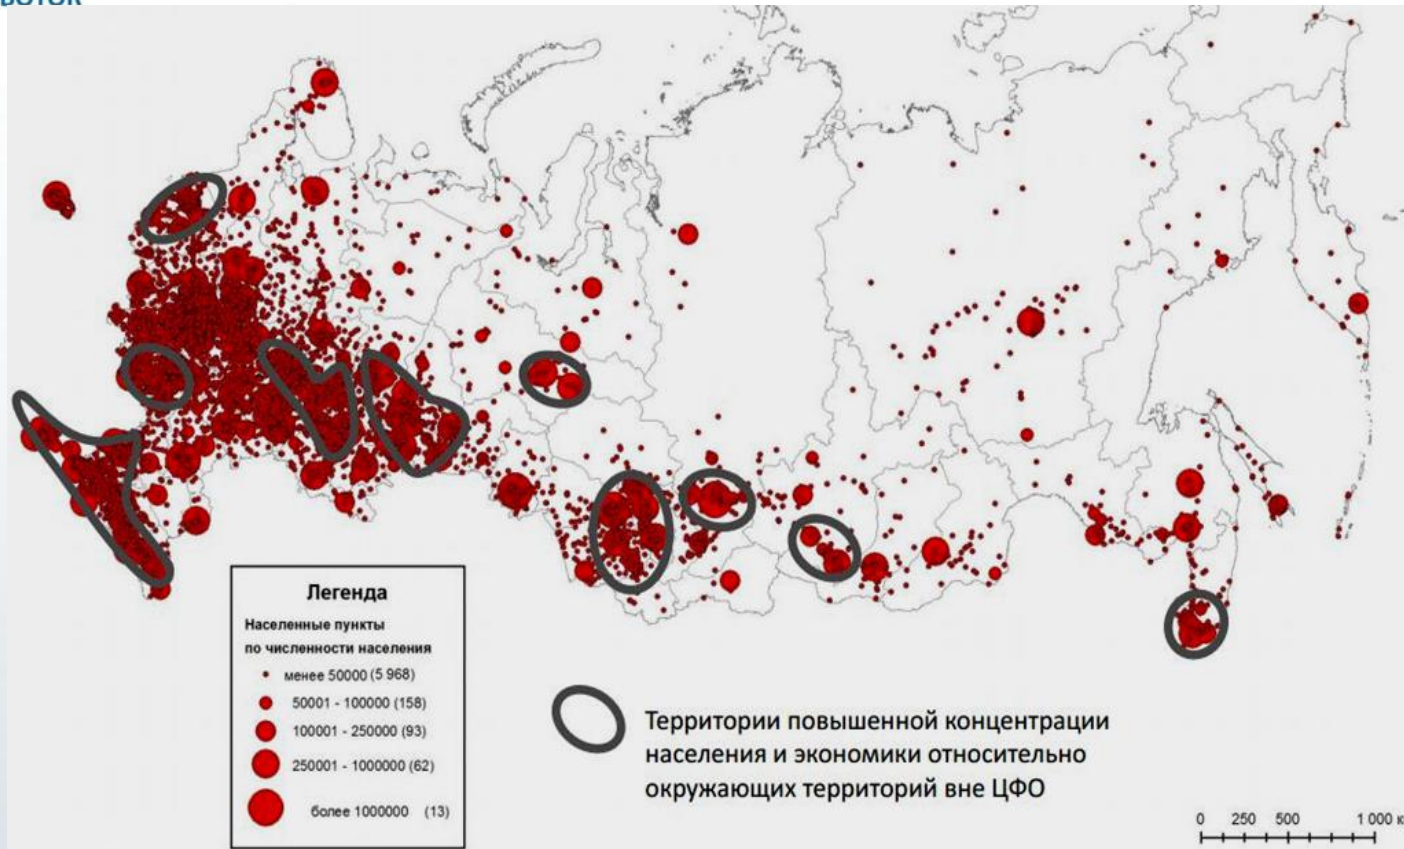 Легенда
Населенные пункты
по численности населения
менее 50000 (5 968)
50001 - 100000 (158)
100001 - 250000 (93)
250001 - 1000000 (62)
более 1000000 (13)
Территории повышенной концентрации
населения и экономики относительно
окружающих территорий вне ЦФО
0 250 500 1 000 к